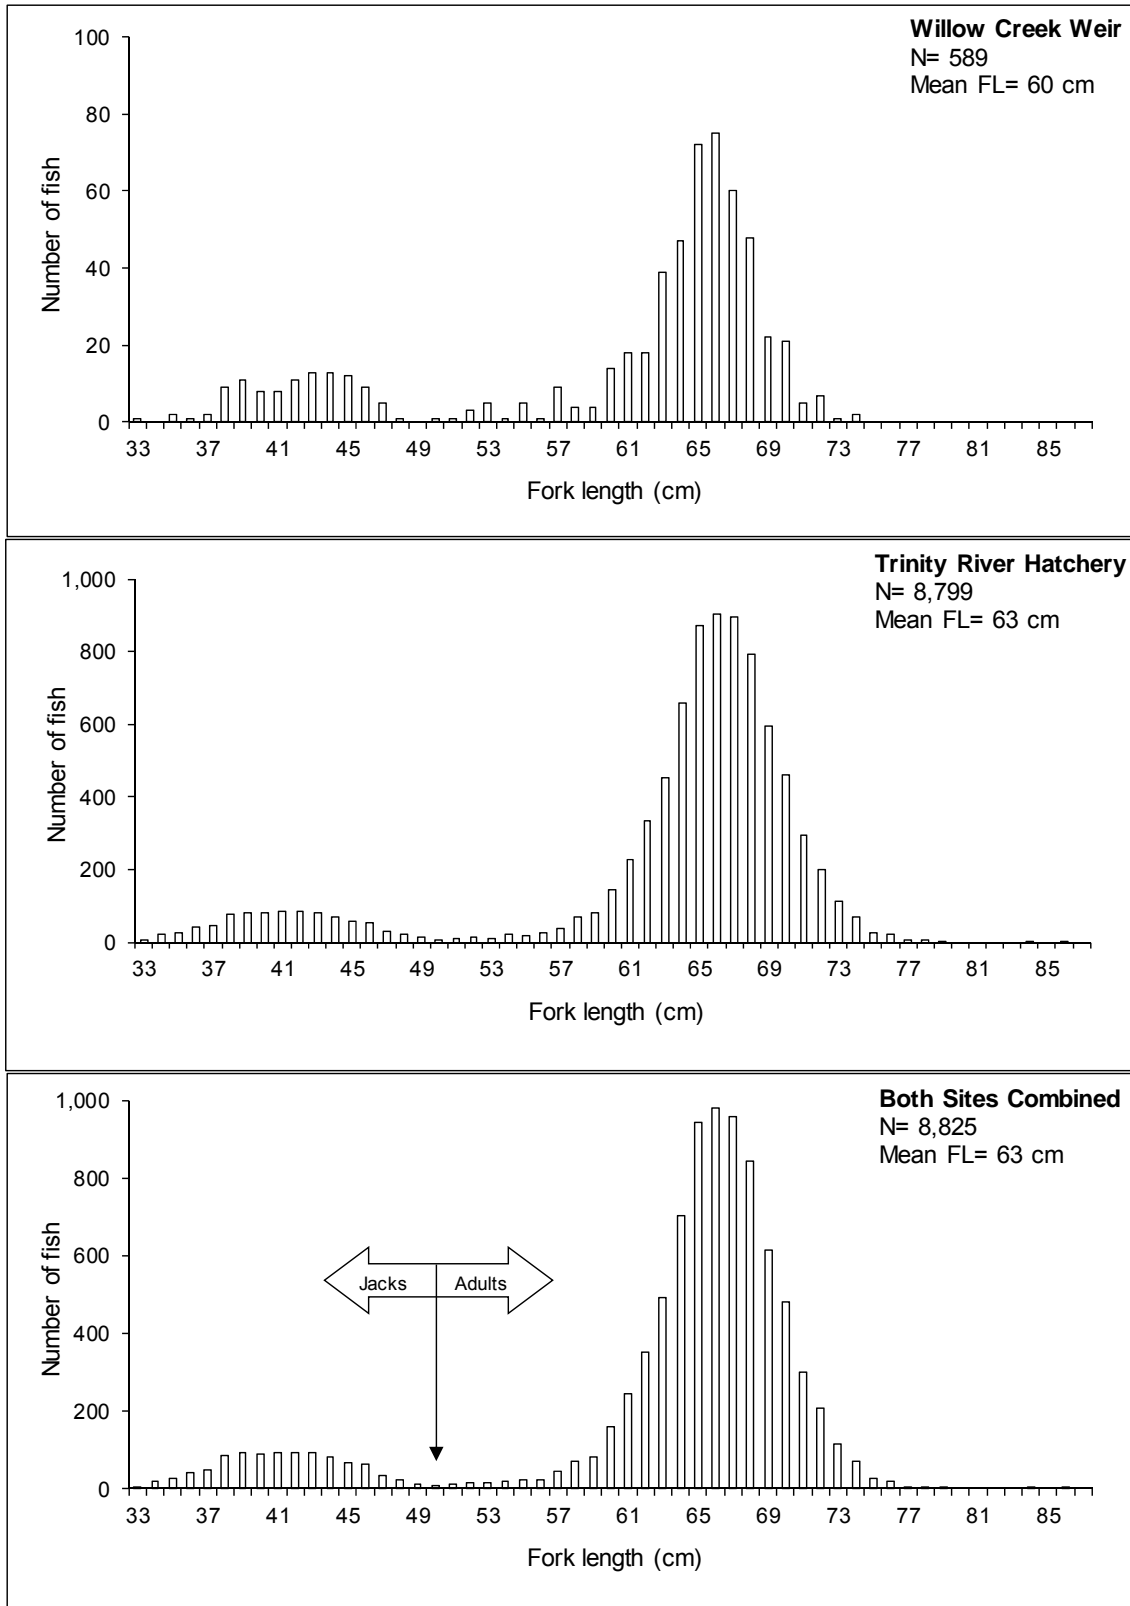 Willow Creek Weir
N= 589
Mean FL= 60 cm
Number of fish
100
80
60
40
20
0
33 37 41 45 49 53 57 61 65 69 73 77 81 85
Fork length (cm)
Trinity River Hatchery
N= 8,799
Mean FL= 63 cm
Number of fish
1,000
800
600
400
200
0
33 37 41 45 49 53 57 61 65 69 73 77 81 85
Fork length (cm)
Both Sites Combined
N= 8,825
Mean FL= 63 cm
Number of fish
1,000
800
600
400
200
0
Jacks Adults
33 37 41 45 49 53 57 61 65 69 73 77 81 85
Fork length (cm)